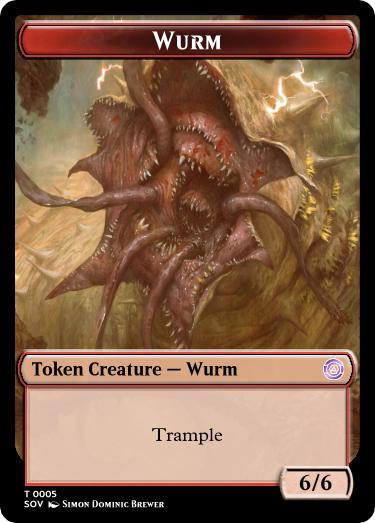 Wurm
Token Creature — Wurm
Trample
6/6
T 0005
SOV Simon Dominic Brewer